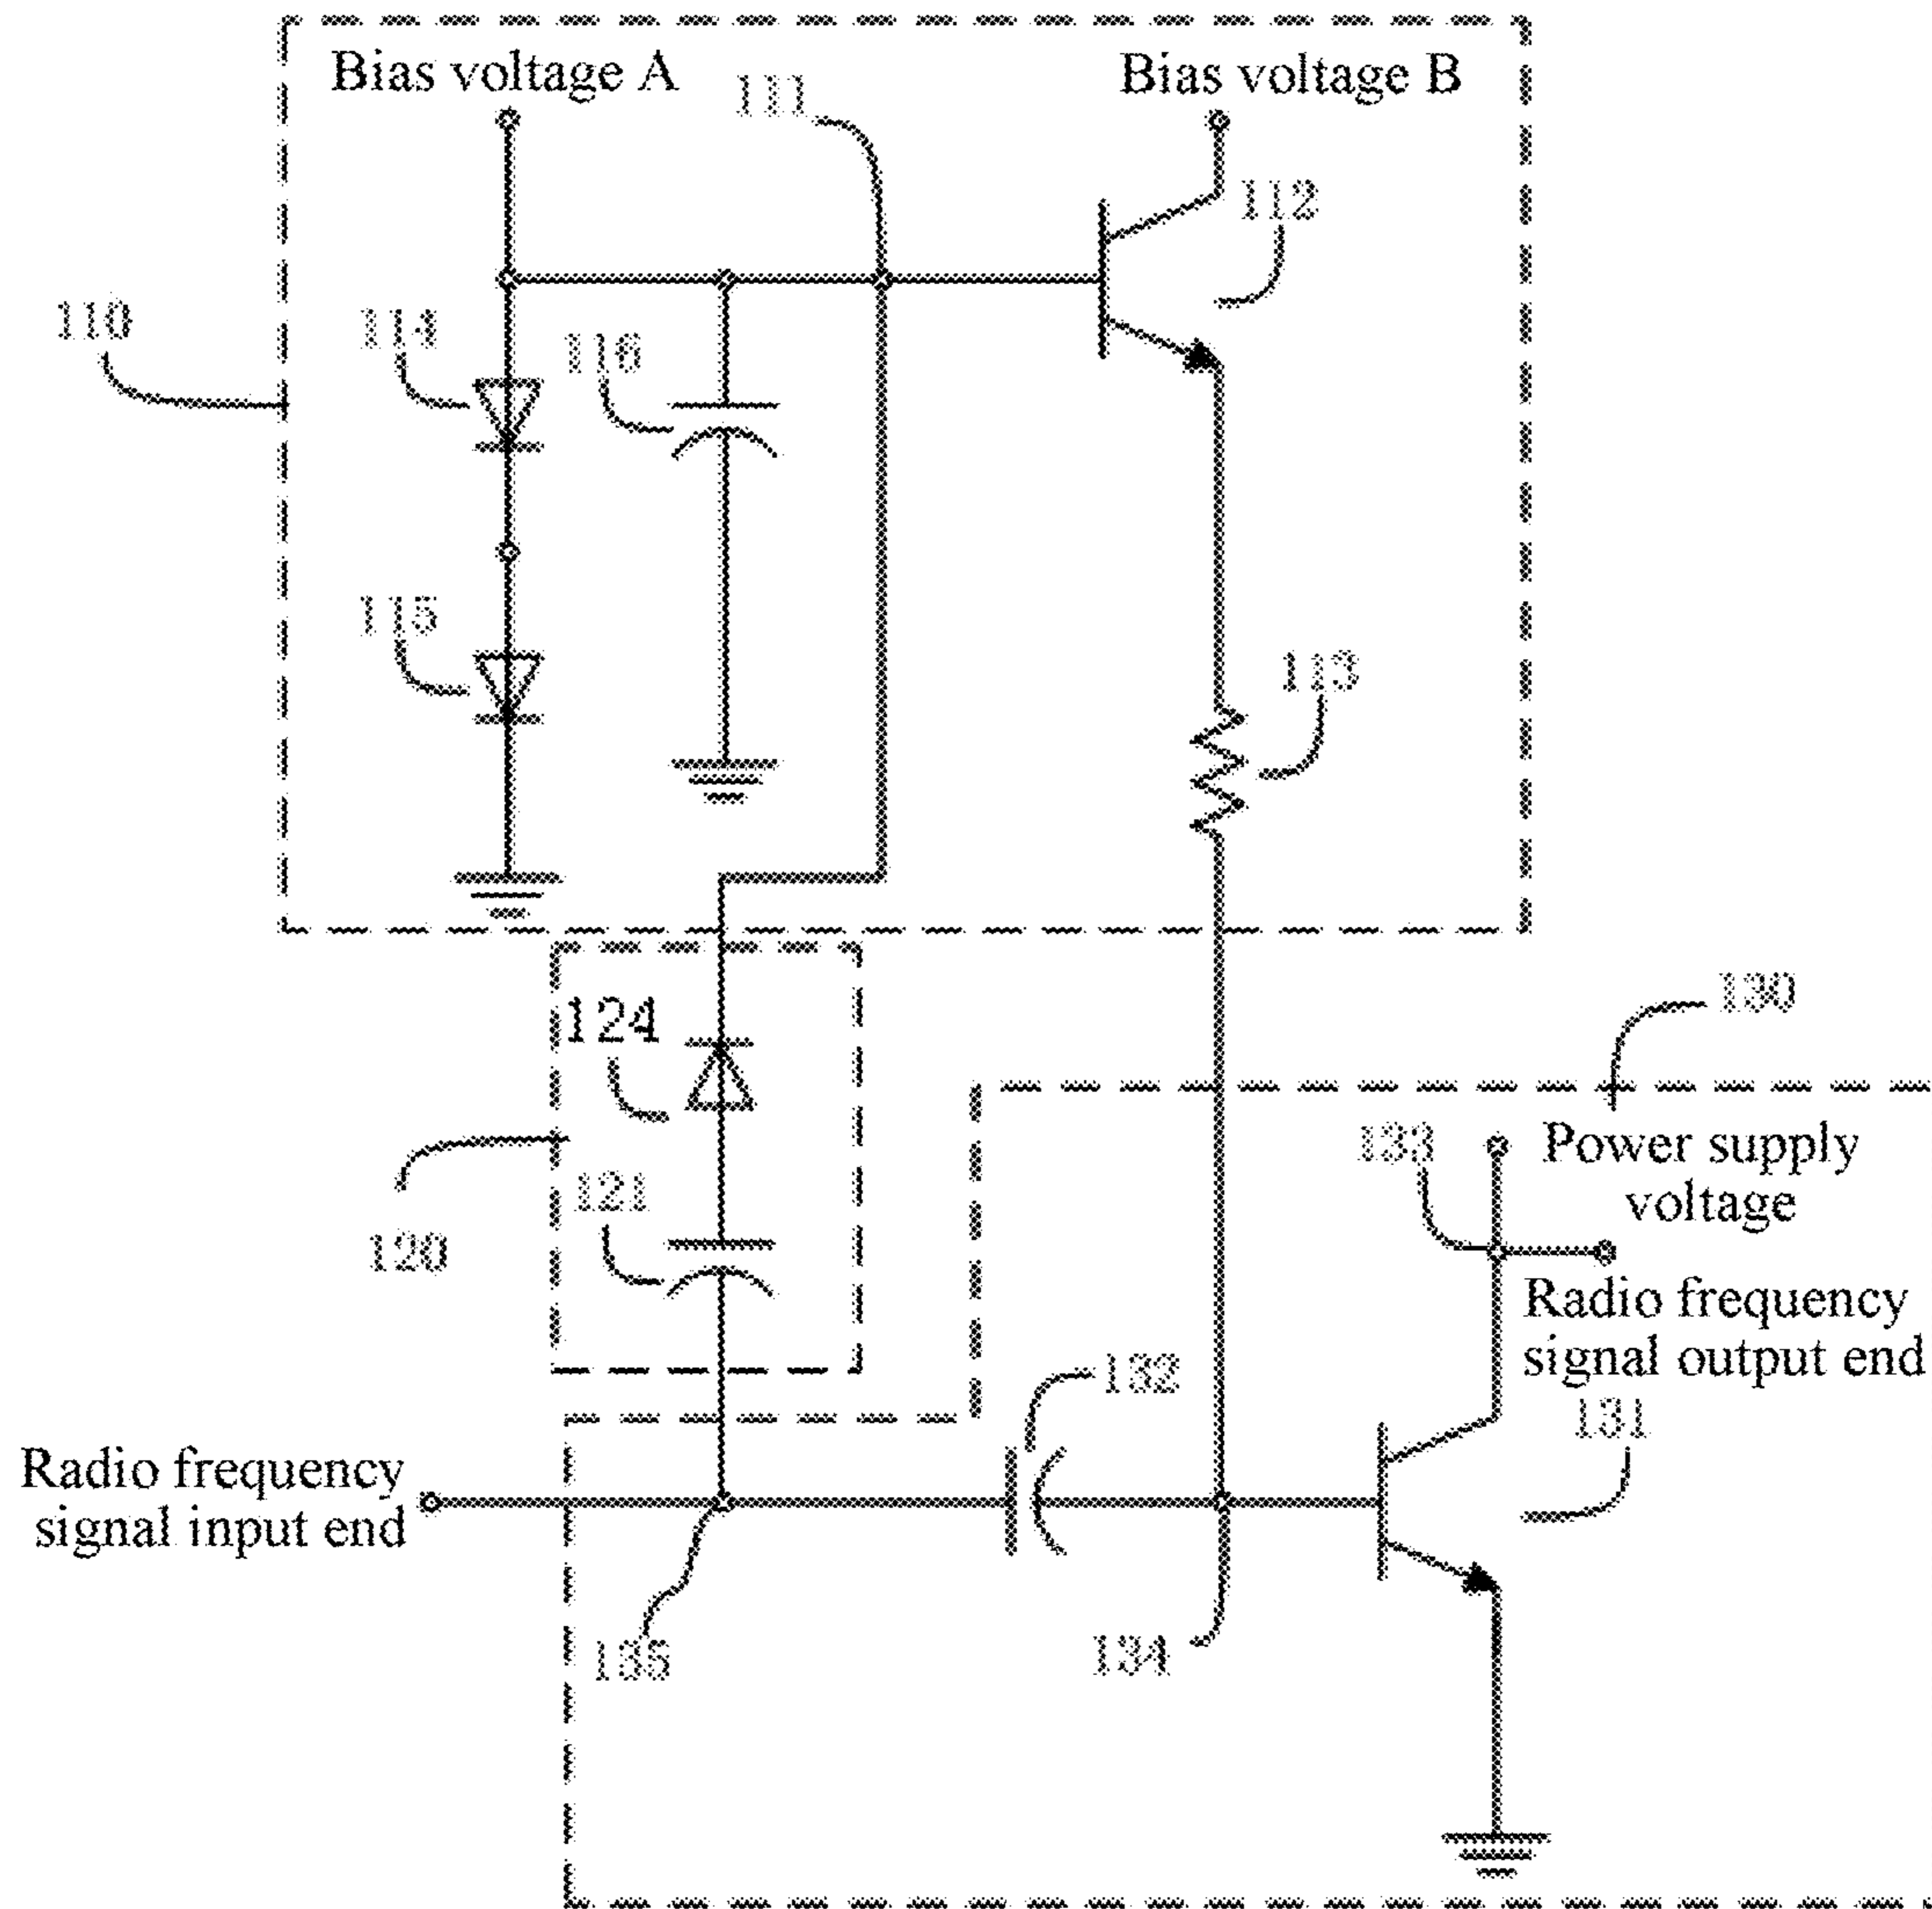 Bias voltage A
111
Bias voltage B
112
110
114
116
115
113
124
130
133
Power supply
voltage
121
120
Radio frequency
signal output end
132
131
Radio frequency
signal input end
135
134